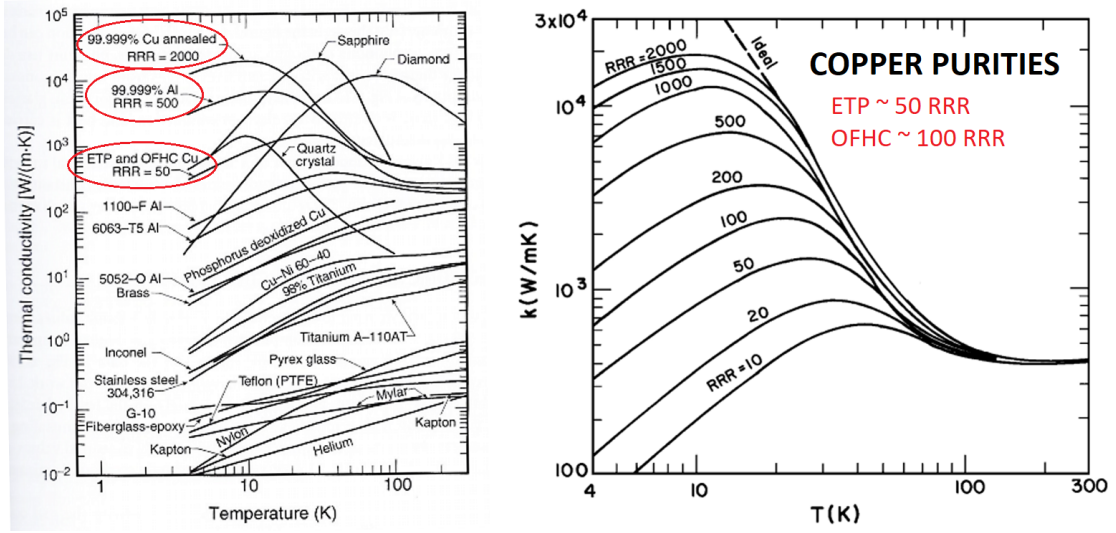 10⁵
10⁴
10³
10²
10¹
10⁰
10⁻¹
10⁻²
Thermal conductivity [W/(m·K)]
99.999% Cu annealed
RRR = 2000
99.999% Al
RRR = 500
ETP and OFHC Cu
RRR = 50
1100–F Al
6063–T5 Al
5052–O Al
Brass
Inconel
Stainless steel
304,316
G-10
Fiberglass-epoxy
Kapton
Sapphire
Diamond
Quartz
crystal
Phosphorus deoxidized Cu
Cu–Ni 60–40
98% Titanium
Titanium A–110AT
Pyrex glass
Teflon (PTFE)
Mylar
Kapton
Nylon
Helium
1
10
100
Temperature (K)
3x10⁴
10⁴
10³
100
k(W/mK)
Ideal
RRR=2000
1500
1000
500
200
100
50
20
RRR=10
COPPER PURITIES
ETP ~ 50 RRR
OFHC ~ 100 RRR
4
10
100
300
T(K)